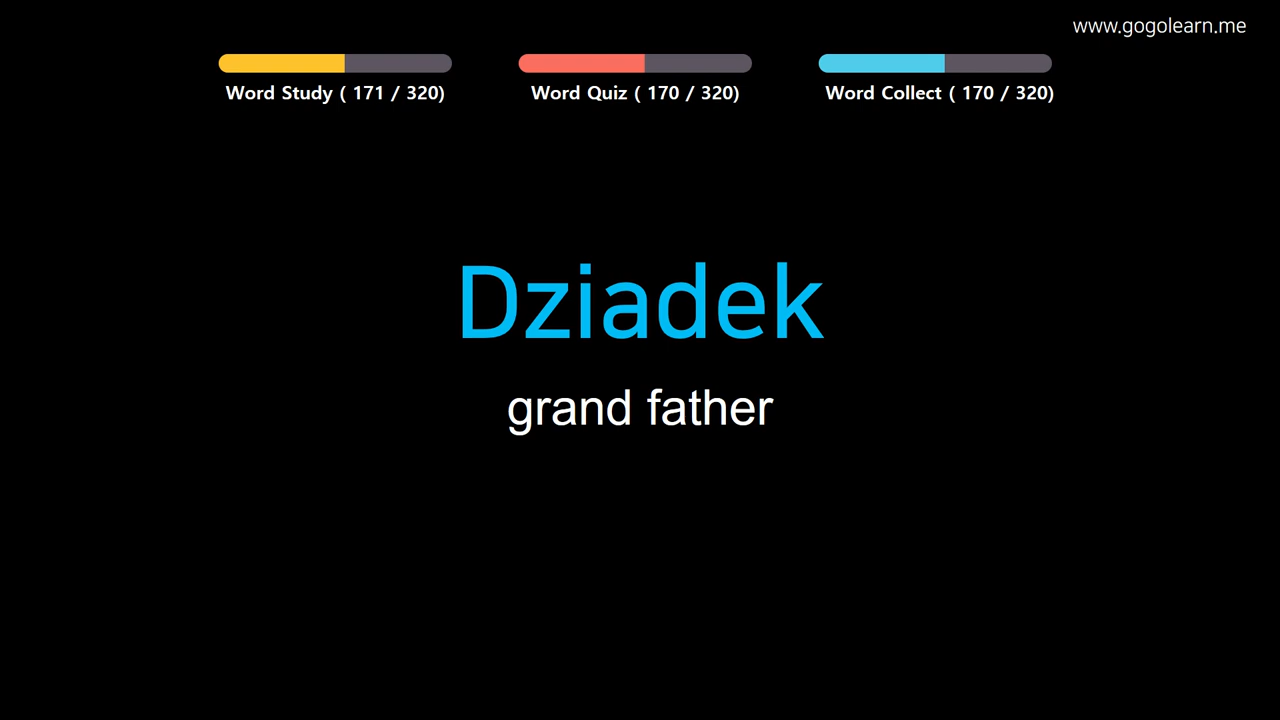 www.gogolearn.me
Word Study ( 171 / 320)
Word Quiz ( 170 / 320)
Word Collect ( 170 / 320)
Dziadek
grand father